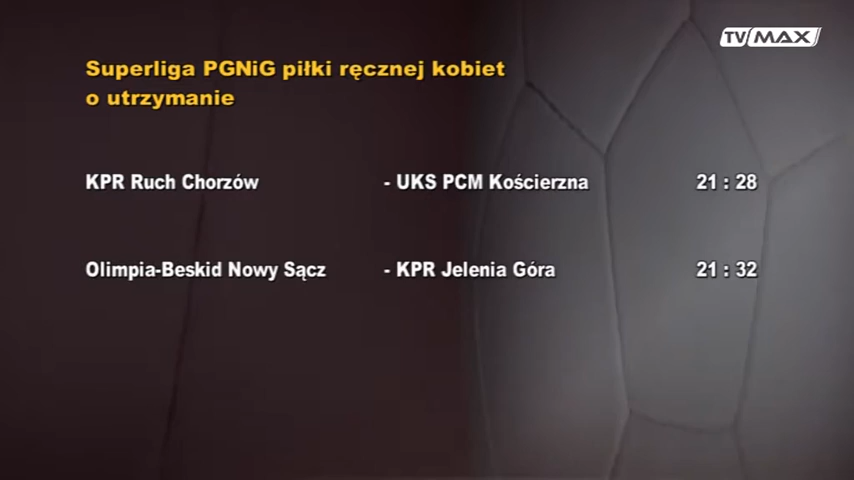 TV MAX
Superliga PGNiG piłki ręcznej kobiet
o utrzymanie
KPR Ruch Chorzów - UKS PCM Kościerzna 21 : 28
Olimpia-Beskid Nowy Sącz - KPR Jelenia Góra 21 : 32